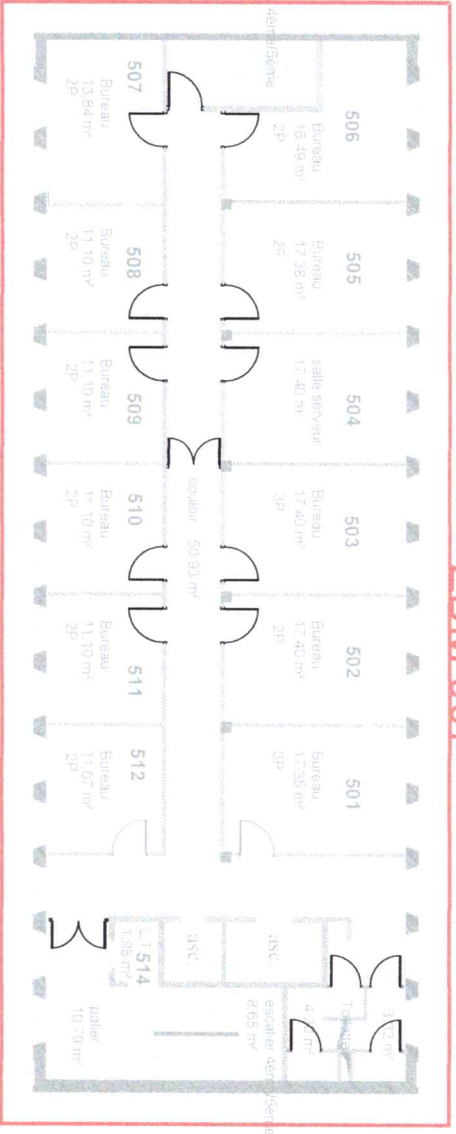 4ème/5ème
506
Bureau
16.49 m²
2P
505
Bureau
17.38 m²
2P
504
salle serveur
17.40 m²
503
Bureau
17.40 m²
3P
502
Bureau
17.40 m²
2P
501
Bureau
17.35 m²
3P
507
Bureau
13.84 m²
2P
508
Bureau
11.10 m²
2P
509
Bureau
11.10 m²
2P
510
Bureau
11.10 m²
2P
511
Bureau
11.10 m²
2P
512
Bureau
11.07 m²
2P
couloir 50.93 m²
asc.
asc.
L.T 514
1.98 m²
palier
10.79 m²
escalier 4ème/5ème
8.65 m²